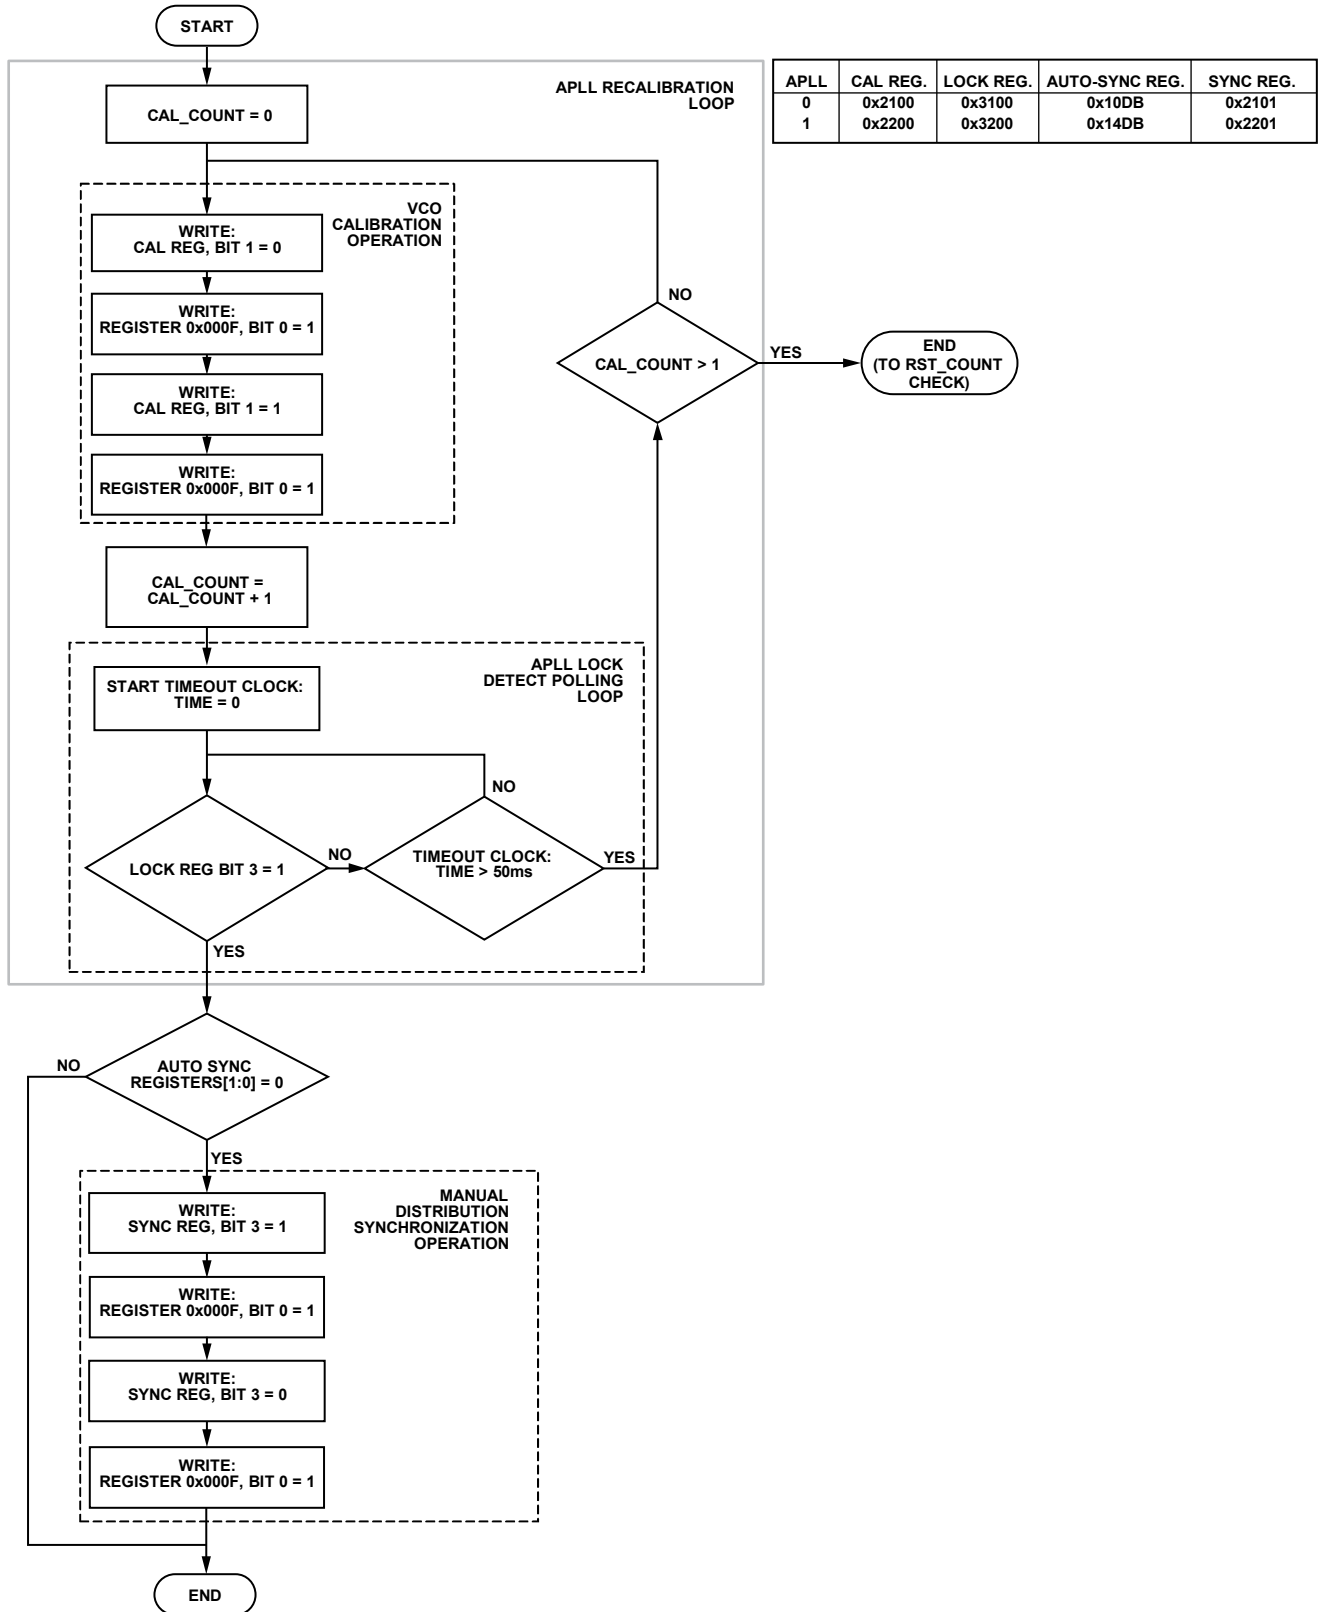 START
APLL RECALIBRATION
LOOP
APLL CAL REG. LOCK REG. AUTO-SYNC REG. SYNC REG.
0 0x2100 0x3100 0x10DB 0x2101
1 0x2200 0x3200 0x14DB 0x2201
CAL_COUNT = 0
VCO
CALIBRATION
OPERATION
WRITE:
CAL REG, BIT 1 = 0
WRITE:
REGISTER 0x000F, BIT 0 = 1
WRITE:
CAL REG, BIT 1 = 1
WRITE:
REGISTER 0x000F, BIT 0 = 1
NO
CAL_COUNT > 1
YES
END
(TO RST_COUNT
CHECK)
CAL_COUNT =
CAL_COUNT + 1
APLL LOCK
DETECT POLLING
LOOP
START TIMEOUT CLOCK:
TIME = 0
NO
LOCK REG BIT 3 = 1
NO
TIMEOUT CLOCK:
TIME > 50ms
YES
YES
NO
AUTO SYNC
REGISTERS[1:0] = 0
YES
MANUAL
DISTRIBUTION
SYNCHRONIZATION
OPERATION
WRITE:
SYNC REG, BIT 3 = 1
WRITE:
REGISTER 0x000F, BIT 0 = 1
WRITE:
SYNC REG, BIT 3 = 0
WRITE:
REGISTER 0x000F, BIT 0 = 1
END